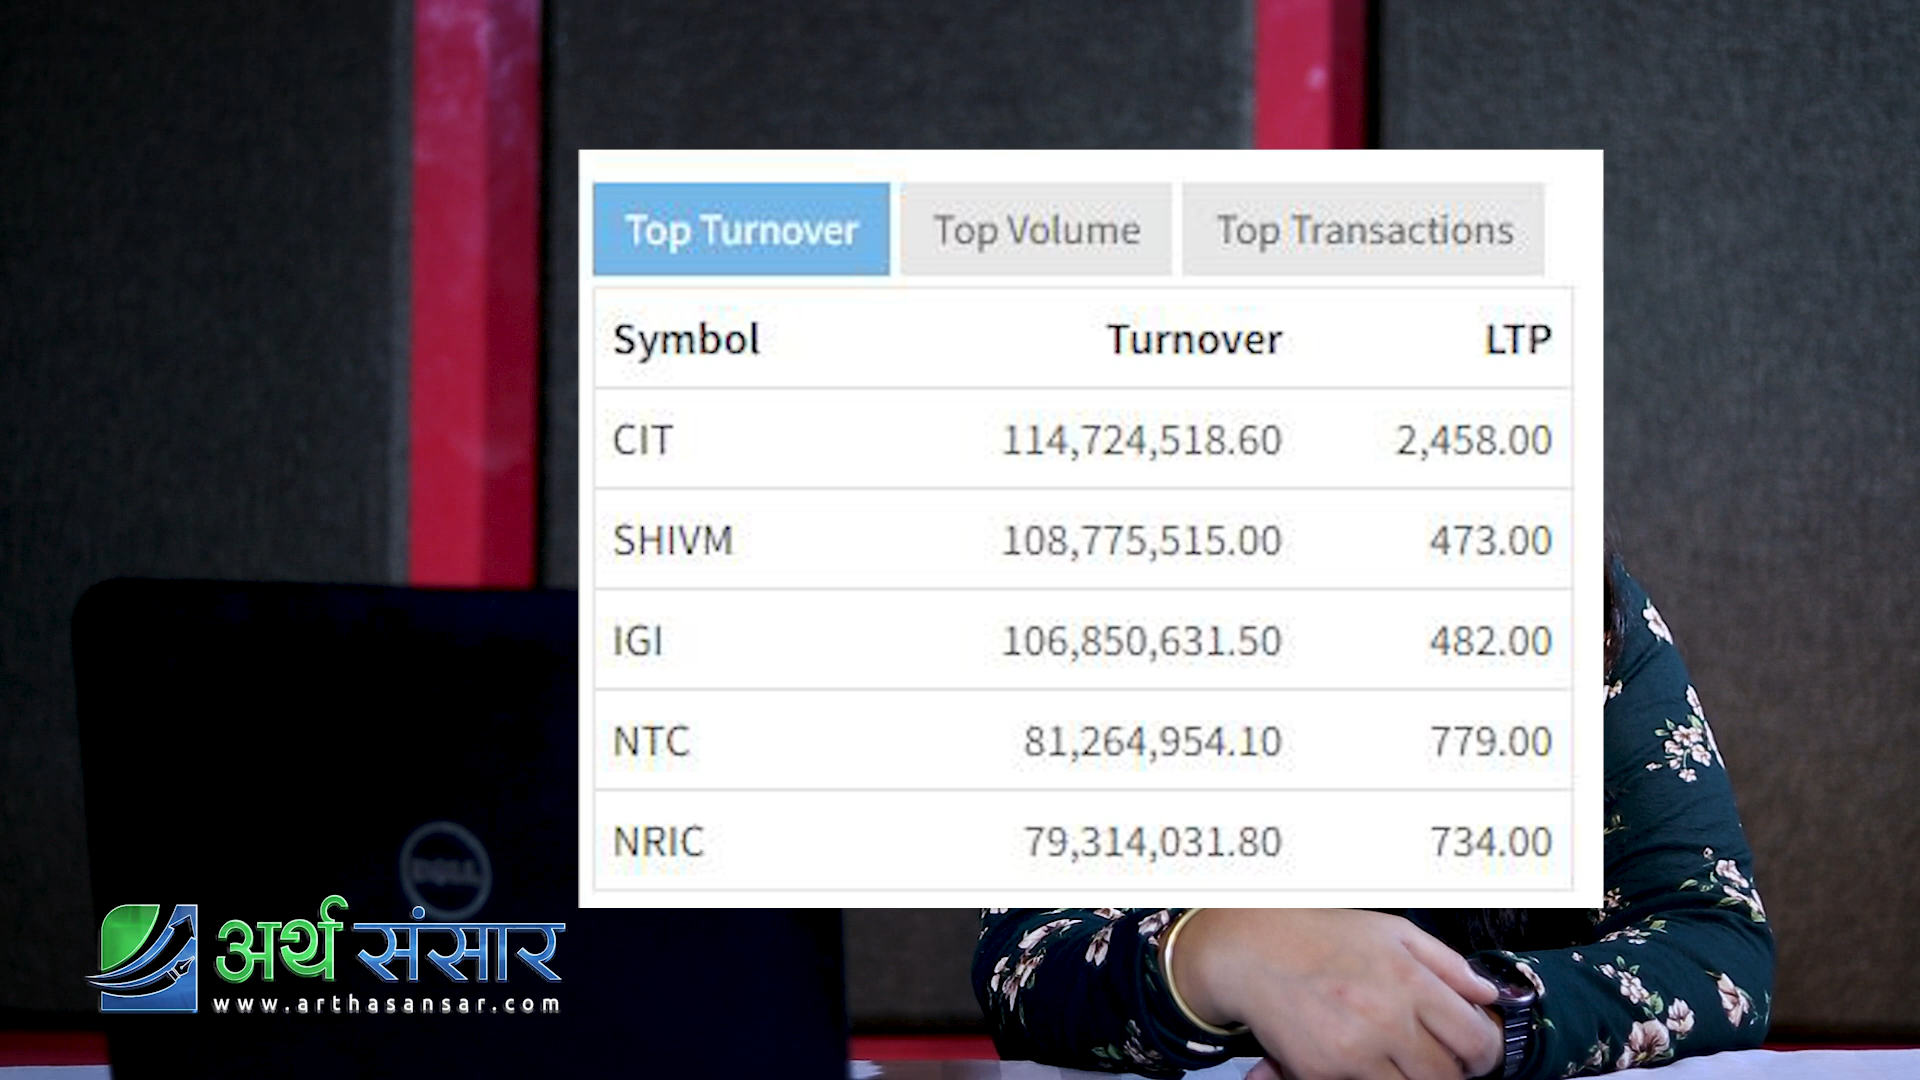 Top Turnover Top Volume Top Transactions
Symbol Turnover LTP
CIT 114,724,518.60 2,458.00
SHIVM 108,775,515.00 473.00
IGI 106,850,631.50 482.00
NTC 81,264,954.10 779.00
NRIC 79,314,031.80 734.00
DELL
अर्थ संसार
www.arthasansar.com